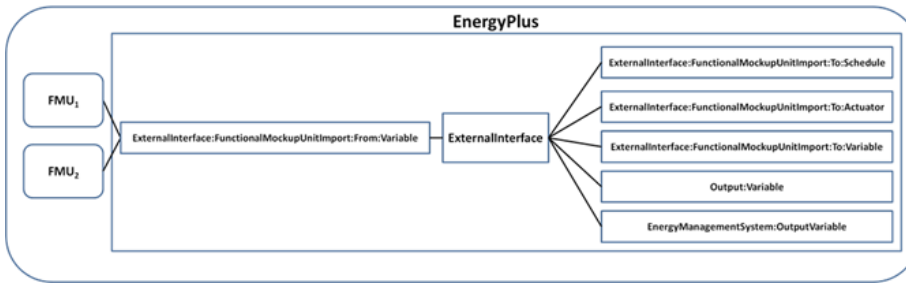 EnergyPlus
FMU₁
FMU₂
ExternalInterface:FunctionalMockupUnitImport:From:Variable
ExternalInterface
ExternalInterface:FunctionalMockupUnitImport:To:Schedule
ExternalInterface:FunctionalMockupUnitImport:To:Actuator
ExternalInterface:FunctionalMockupUnitImport:To:Variable
Output:Variable
EnergyManagementSystem:OutputVariable